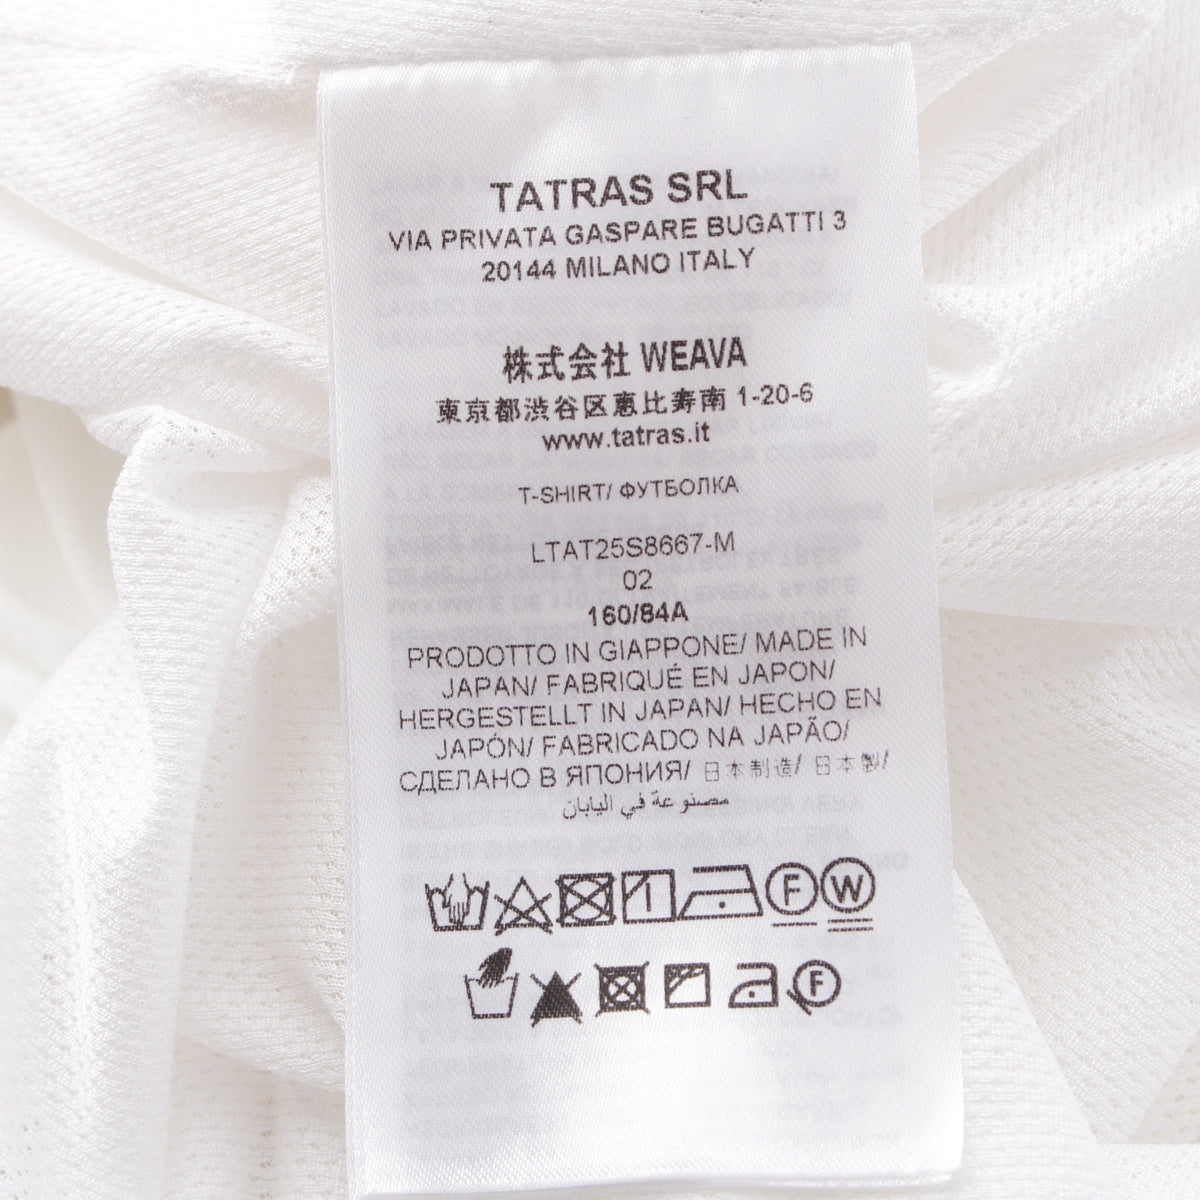 TATRAS SRL
VIA PRIVATA GASPARE BUGATTI 3
20144 MILANO ITALY
株式会社 WEAVA
東京都渋谷区恵比寿南 1-20-6
www.tatras.it
T-SHIRT/ ФУТБОЛКА
LTAT25S8667-M
02
160/84A
PRODOTTO IN GIAPPONE/ MADE IN
JAPAN/ FABRIQUÉ EN JAPON/
HERGESTELLT IN JAPAN/ HECHO EN
JAPÓN/ FABRICADO NA JAPÃO/
СДЕЛАНО В ЯПОНИЯ/ 日本制造/ 日本製/
مصنوعة في اليابان
F W
F